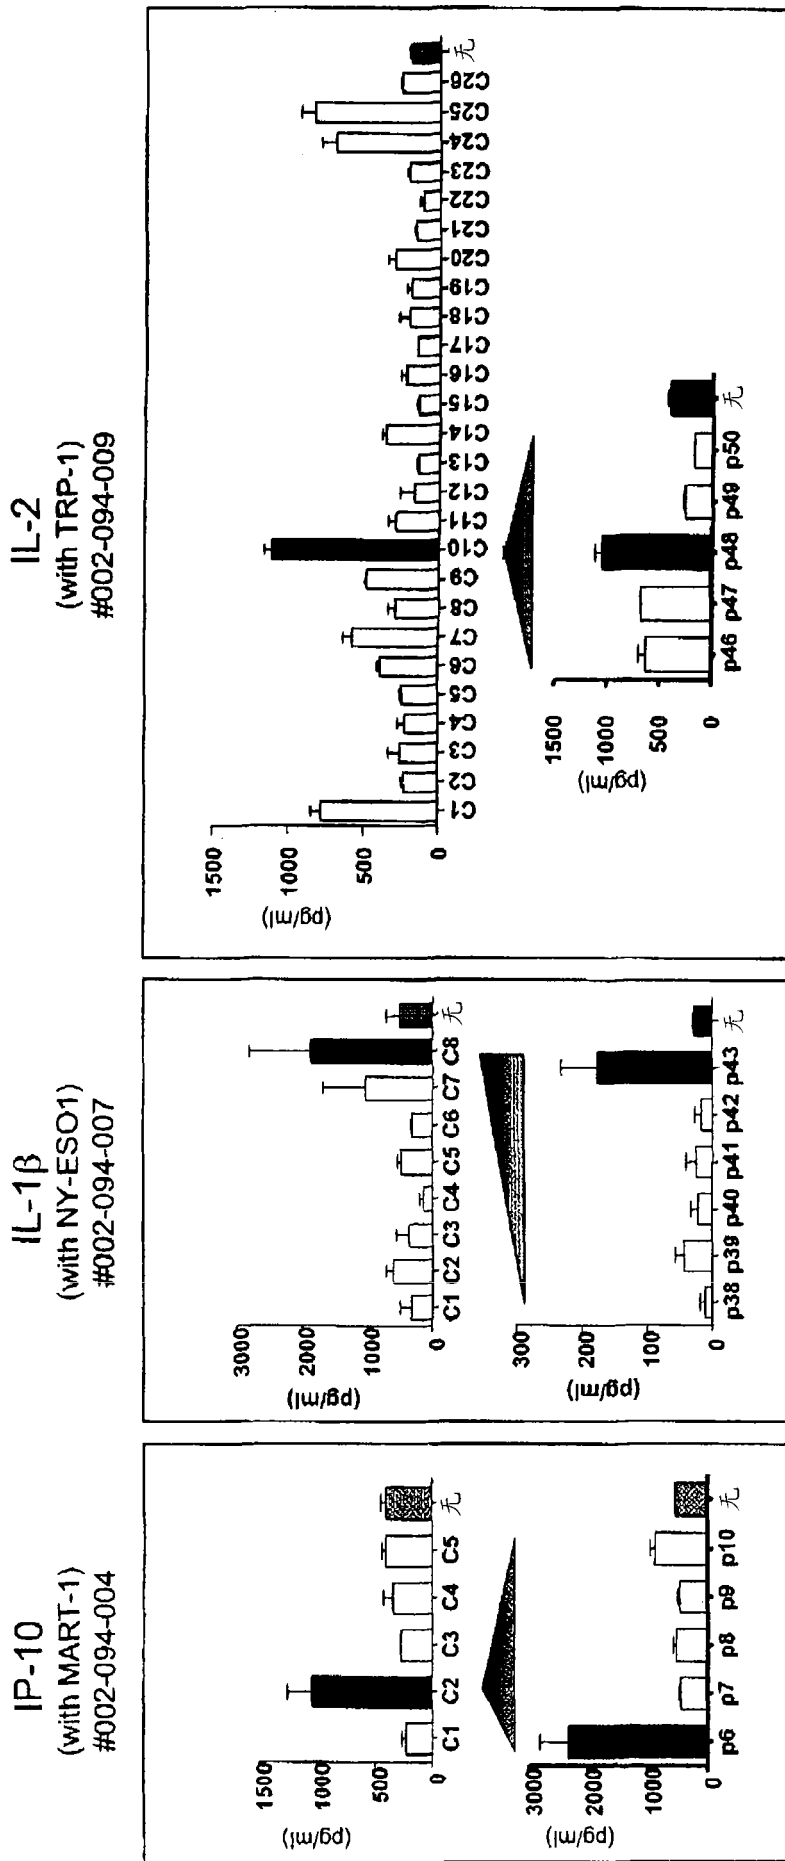 IP-10
(with MART-1)
#002-094-004
(pg/ml)
1500
1000
500
0
C1 C2 C3 C4 C5 无
(pg/ml)
3000
2000
1000
0
p6 p7 p8 p9 p10 无
IL-1β
(with NY-ESO1)
#002-094-007
(pg/ml)
3000
2000
1000
0
C1 C2 C3 C4 C5 C6 C7 C8 无
(pg/ml)
300
200
100
0
p38 p39 p40 p41 p42 p43 无
IL-2
(with TRP-1)
#002-094-009
(pg/ml)
1500
1000
500
0
C1 C2 C3 C4 C5 C6 C7 C8 C9 C10 C11 C12 C13 C14 C15 C16 C17 C18 C19 C20 C21 C22 C23 C24 C25 C26 无
(pg/ml)
1500
1000
500
0
p46 p47 p48 p49 p50 无